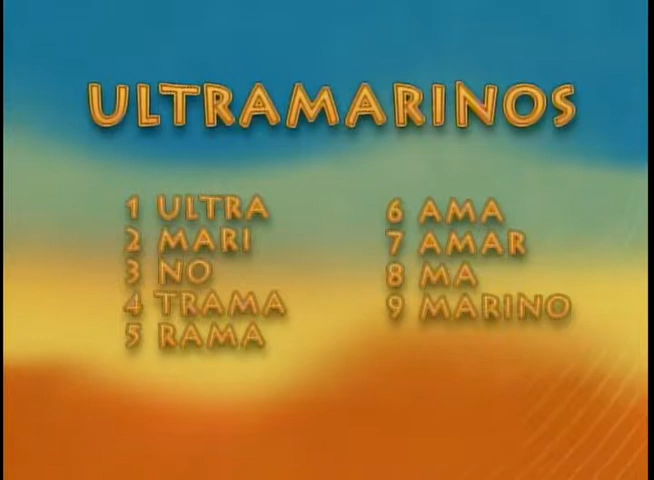 ULTRAMARINOS
1 ULTRA
2 MARI
3 NO
4 TRAMA
5 RAMA
6 AMA
7 AMAR
8 MA
9 MARINO